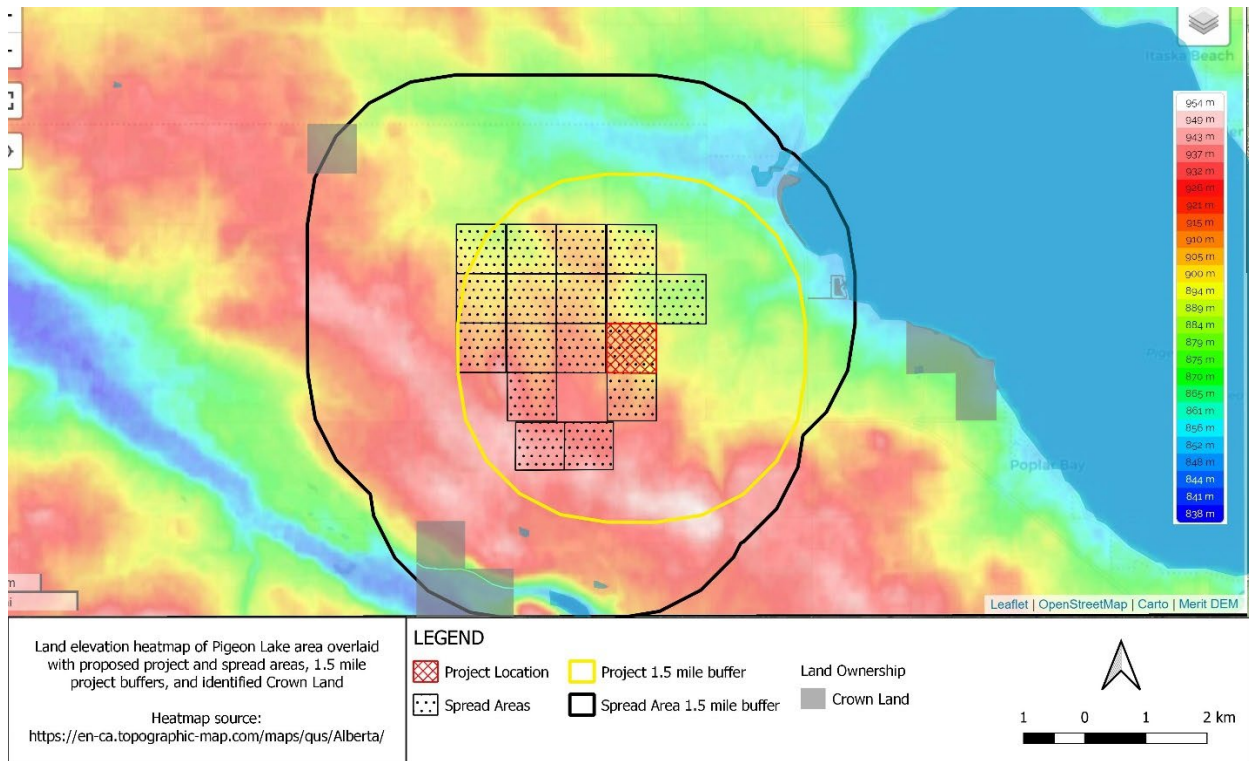 Itaska Beach
954 m
949 m
943 m
937 m
932 m
926 m
921 m
915 m
910 m
905 m
900 m
894 m
889 m
884 m
879 m
875 m
870 m
865 m
861 m
856 m
852 m
848 m
844 m
841 m
838 m
Poplar Bay
Leaflet | OpenStreetMap | Carto | Merit DEM
Land elevation heatmap of Pigeon Lake area overlaid
with proposed project and spread areas, 1.5 mile
project buffers, and identified Crown Land
Heatmap source:
https://en-ca.topographic-map.com/maps/qus/Alberta/
LEGEND
Project Location
Spread Areas
Project 1.5 mile buffer
Spread Area 1.5 mile buffer
Land Ownership
Crown Land
1 0 1 2 km